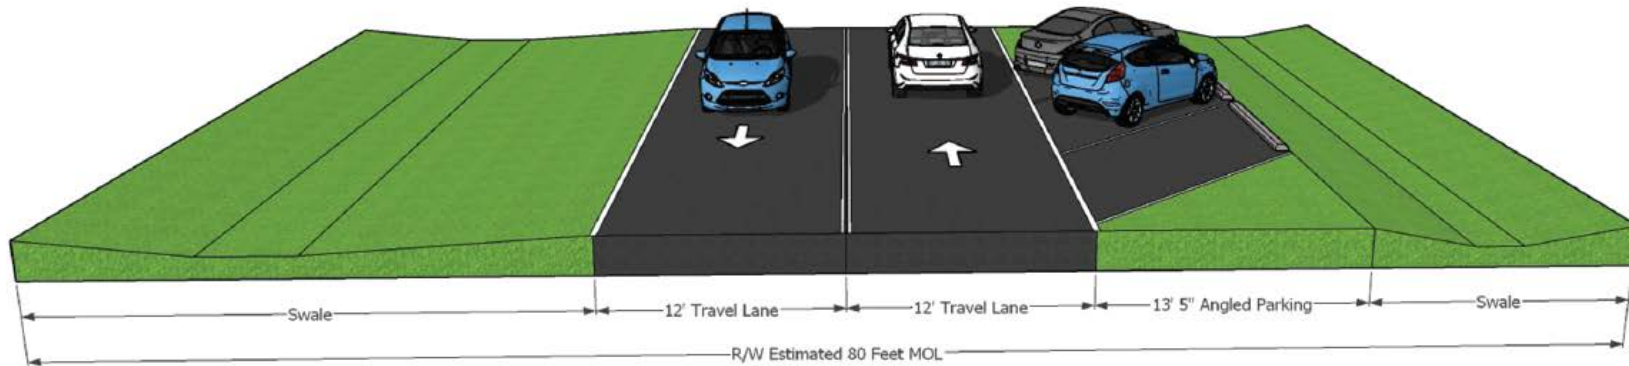 Swale
12' Travel Lane
12' Travel Lane
13' 5" Angled Parking
Swale
R/W Estimated 80 Feet MOL